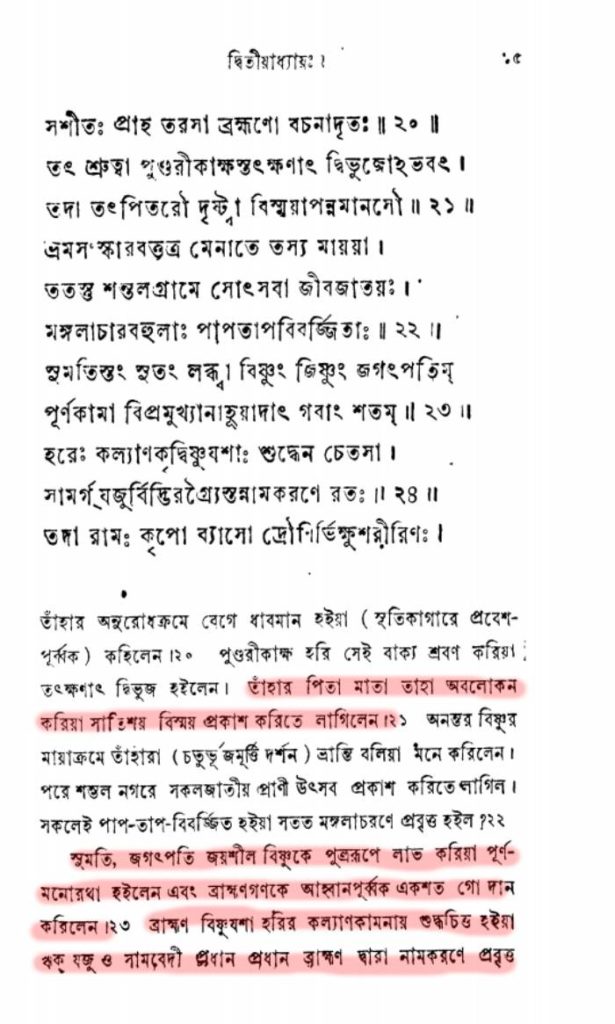 দ্বিতীয়াধ্যায়ঃ। ১৫
সশীতঃ প্রাহ তরসা ব্রহ্মণো বচনাদৃতঃ॥ ২০ ॥
তৎ শ্রুত্বা পুণ্ডরীকাক্ষস্তৎক্ষণাৎ দ্বিভুজোঽভবৎ।
তদা তৎপিতরৌ দৃষ্ট্বা বিস্ময়াপন্নমানসৌ॥ ২১॥
ভ্রমসংস্কারবত্তত্র মেনাতে তস্য মায়য়া।
ততস্তু শম্ভলগ্রামে সোৎসবা জীবজাতয়ঃ।
মঙ্গলাচারবহুলাঃ পাপতাপবিবর্জ্জিতাঃ॥ ২২॥
সুমতিস্তং সুতং লব্ধ্বা বিষ্ণুং জিষ্ণুং জগৎপতিম্
পূর্ণকামা বিপ্রমুখ্যানাহূয়াদাৎ গবাং শতম্॥ ২৩॥
হরেঃ কল্যাণকৃদ্বিষ্ণুযশাঃ শুদ্ধেন চেতসা।
সামর্গ্ যজুর্বিদ্ভিরগ্র্যৈস্তন্নামকরণে রতঃ॥ ২৪॥
তদা রামঃ কৃপো ব্যাসো দ্রৌণির্ভিক্ষুশরীরিণঃ।
তাঁহার অনুরোধক্রমে বেগে ধাবমান হইয়া ( সূতিকাগারে প্রবেশ-
পূর্ব্বক ) কহিলেন।২০ পুণ্ডরীকাক্ষ হরি সেই বাক্য শ্রবণ করিয়া
তৎক্ষণাৎ দ্বিভুজ হইলেন। তাঁহার পিতা মাতা তাহা অবলোকন
করিয়া সাতিশয় বিস্ময় প্রকাশ করিতে লাগিলেন।২১ অনন্তর বিষ্ণুর
মায়াক্রমে তাঁহারা (চতুর্ভুজমূর্ত্তি দর্শন ) ভ্রান্তি বলিয়া মনে করিলেন।
পরে শম্ভল নগরে সকলজাতীয় প্রাণী উৎসব প্রকাশ করিতে লাগিল।
সকলেই পাপ-তাপ-বিবর্জ্জিত হইয়া সতত মঙ্গলাচরণে প্রবৃত্ত হইল।২২
সুমতি, জগৎপতি জয়শীল বিষ্ণুকে পুত্ররূপে লাভ করিয়া পূর্ণ-
মনোরথা হইলেন এবং ব্রাহ্মণগণকে আহ্বানপূর্ব্বক একশত গো দান
করিলেন।২৩ ব্রাহ্মণ বিষ্ণুযশা হরির কল্যাণকামনায় শুদ্ধচিত্ত হইয়া
ঋক্ যজু ও সামবেদী প্রধান প্রধান ব্রাহ্মণ দ্বারা নামকরণে প্রবৃত্ত